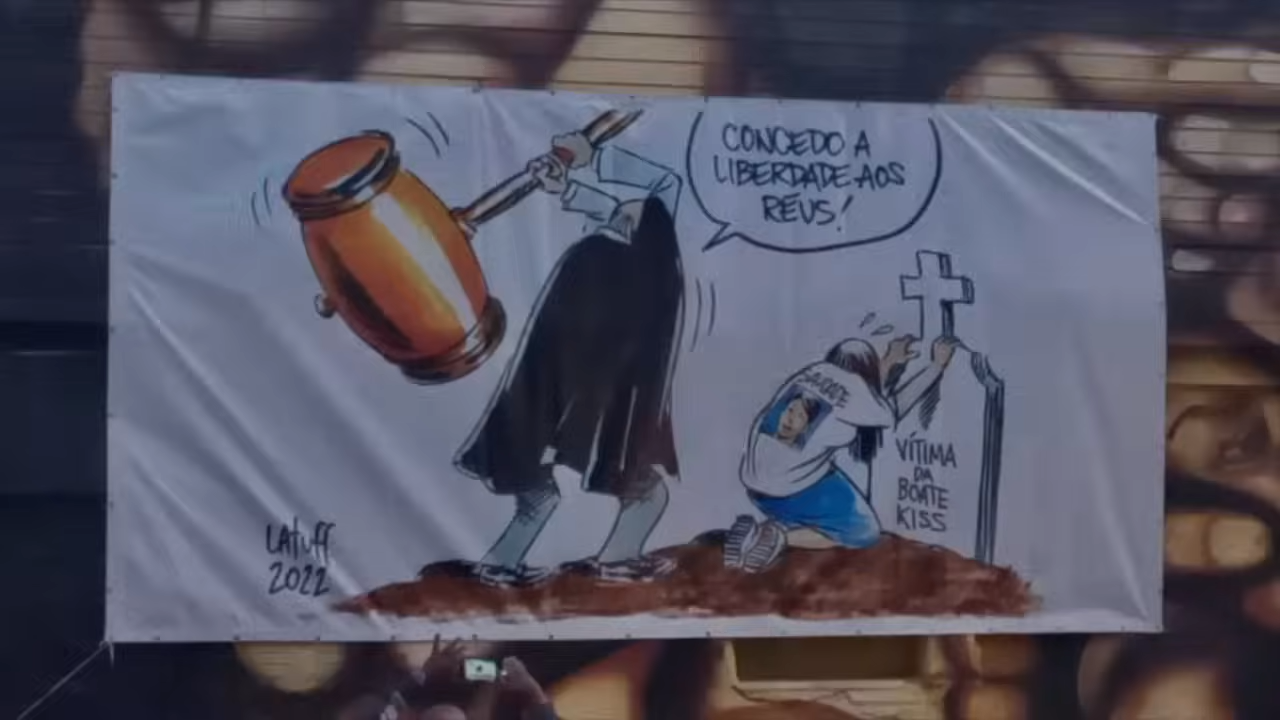 CONCEDO A
LIBERDADE AOS
RÉUS!
SAUDADE
VÍTIMA
DA
BOATE
KISS
LATUFF
2022